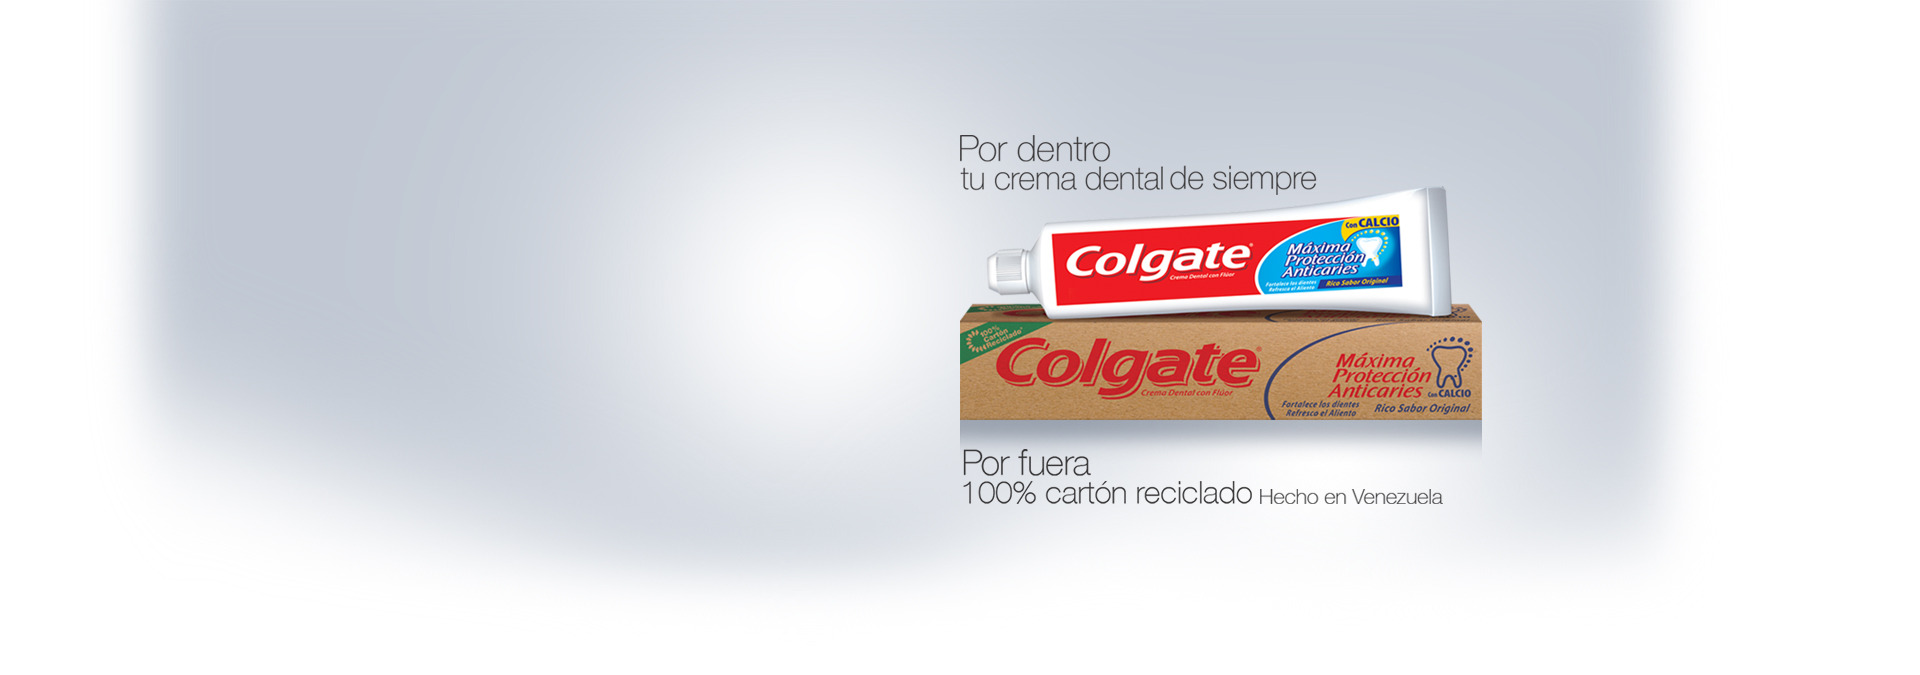 Por dentro
tu crema dental de siempre
Con CALCIO
Colgate
Crema Dental con Flúor
Máxima
Protección
Anticaries
Fortalece los dientes
Refresca el Aliento
Rico Sabor Original
100%
Cartón
Reciclado
Colgate
Crema Dental con Flúor
Máxima
Protección
Anticaries
Con CALCIO
Fortalece los dientes
Refresca el Aliento
Rico Sabor Original
Por fuera
100% cartón reciclado Hecho en Venezuela